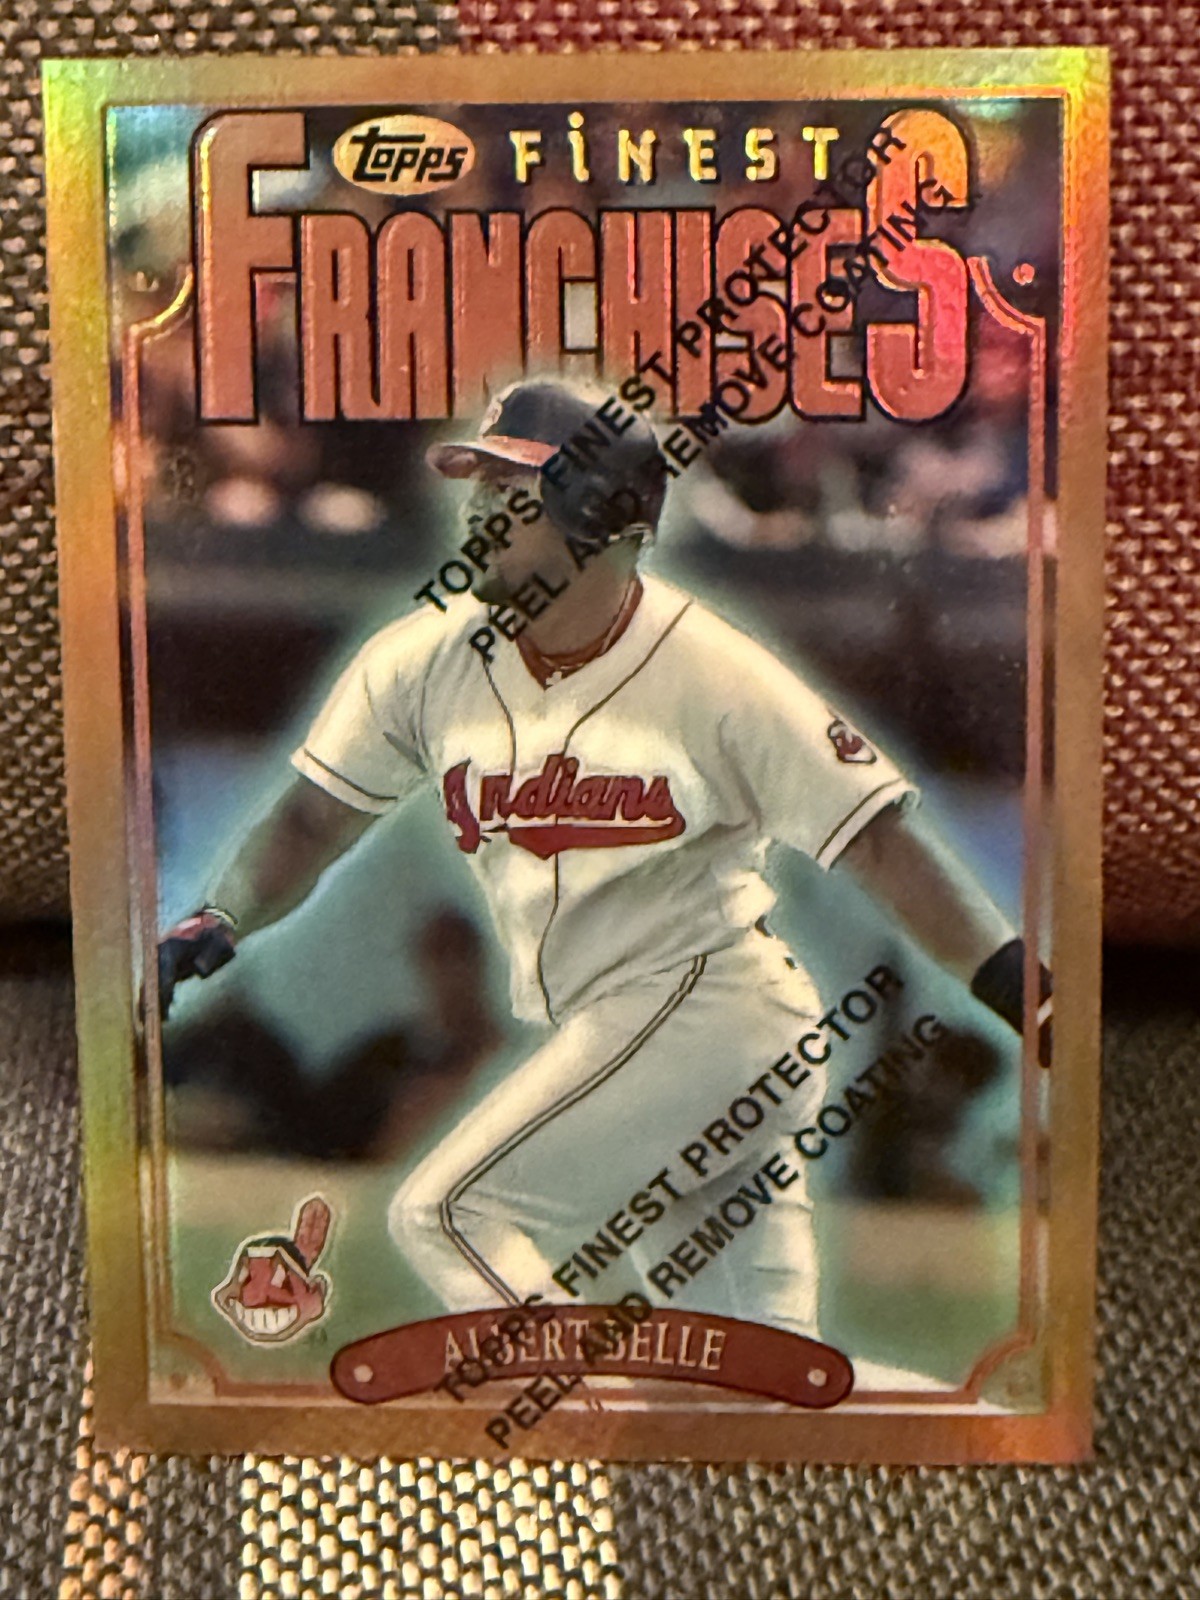 Topps FINEST
FRANCHISES
TOPPS FINEST PROTECTOR
PEEL AND REMOVE COATING
Indians
TOPPS FINEST PROTECTOR
PEEL AND REMOVE COATING
ALBERT BELLE